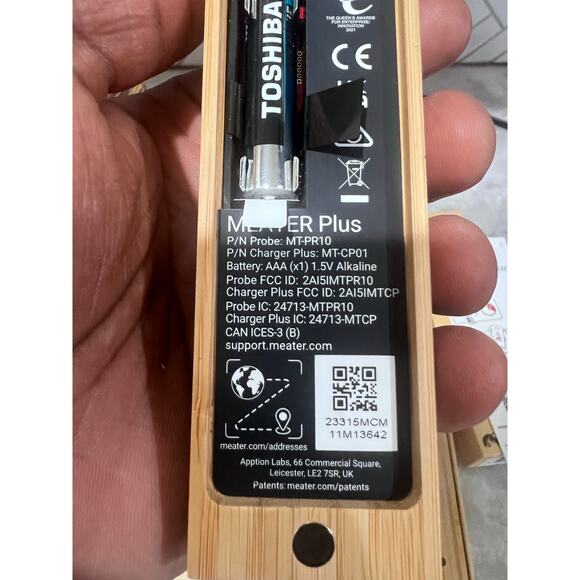 TOSHIBA
THE QUEEN'S AWARDS
FOR ENTERPRISE:
INNOVATION
2021
CE
MEATER Plus
P/N Probe: MT-PR10
P/N Charger Plus: MT-CP01
Battery: AAA (x1) 1.5V Alkaline
Probe FCC ID: 2AI5IMTPR10
Charger Plus FCC ID: 2AI5IMTCP
Probe IC: 24713-MTPR10
Charger Plus IC: 24713-MTCP
CAN ICES-3 (B)
support.meater.com
23315MCM
11M13642
meater.com/addresses
Apption Labs, 66 Commercial Square,
Leicester, LE2 7SR, UK
Patents: meater.com/patents